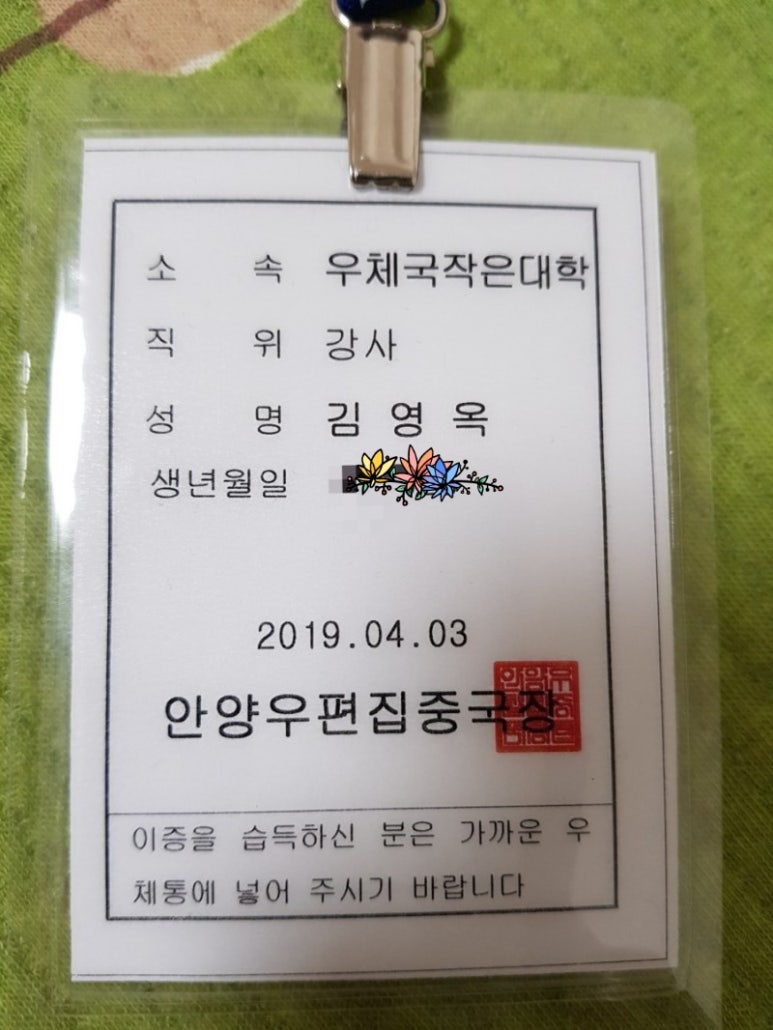 소 속 우체국작은대학
직 위 강사
성 명 김 영 옥
생년월일
2019.04.03
안양우편집중국장
이증을 습득하신 분은 가까운 우
체통에 넣어 주시기 바랍니다